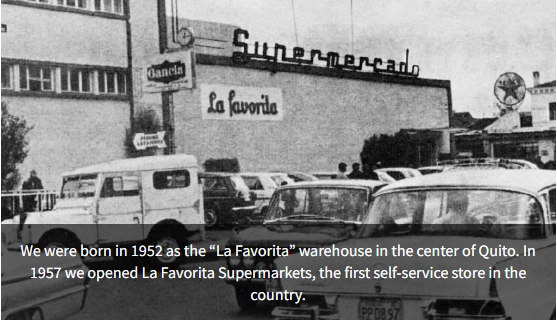 Supermercado
Gancia
La favorita
TEXACO
We were born in 1952 as the “La Favorita” warehouse in the center of Quito. In
1957 we opened La Favorita Supermarkets, the first self-service store in the
country.